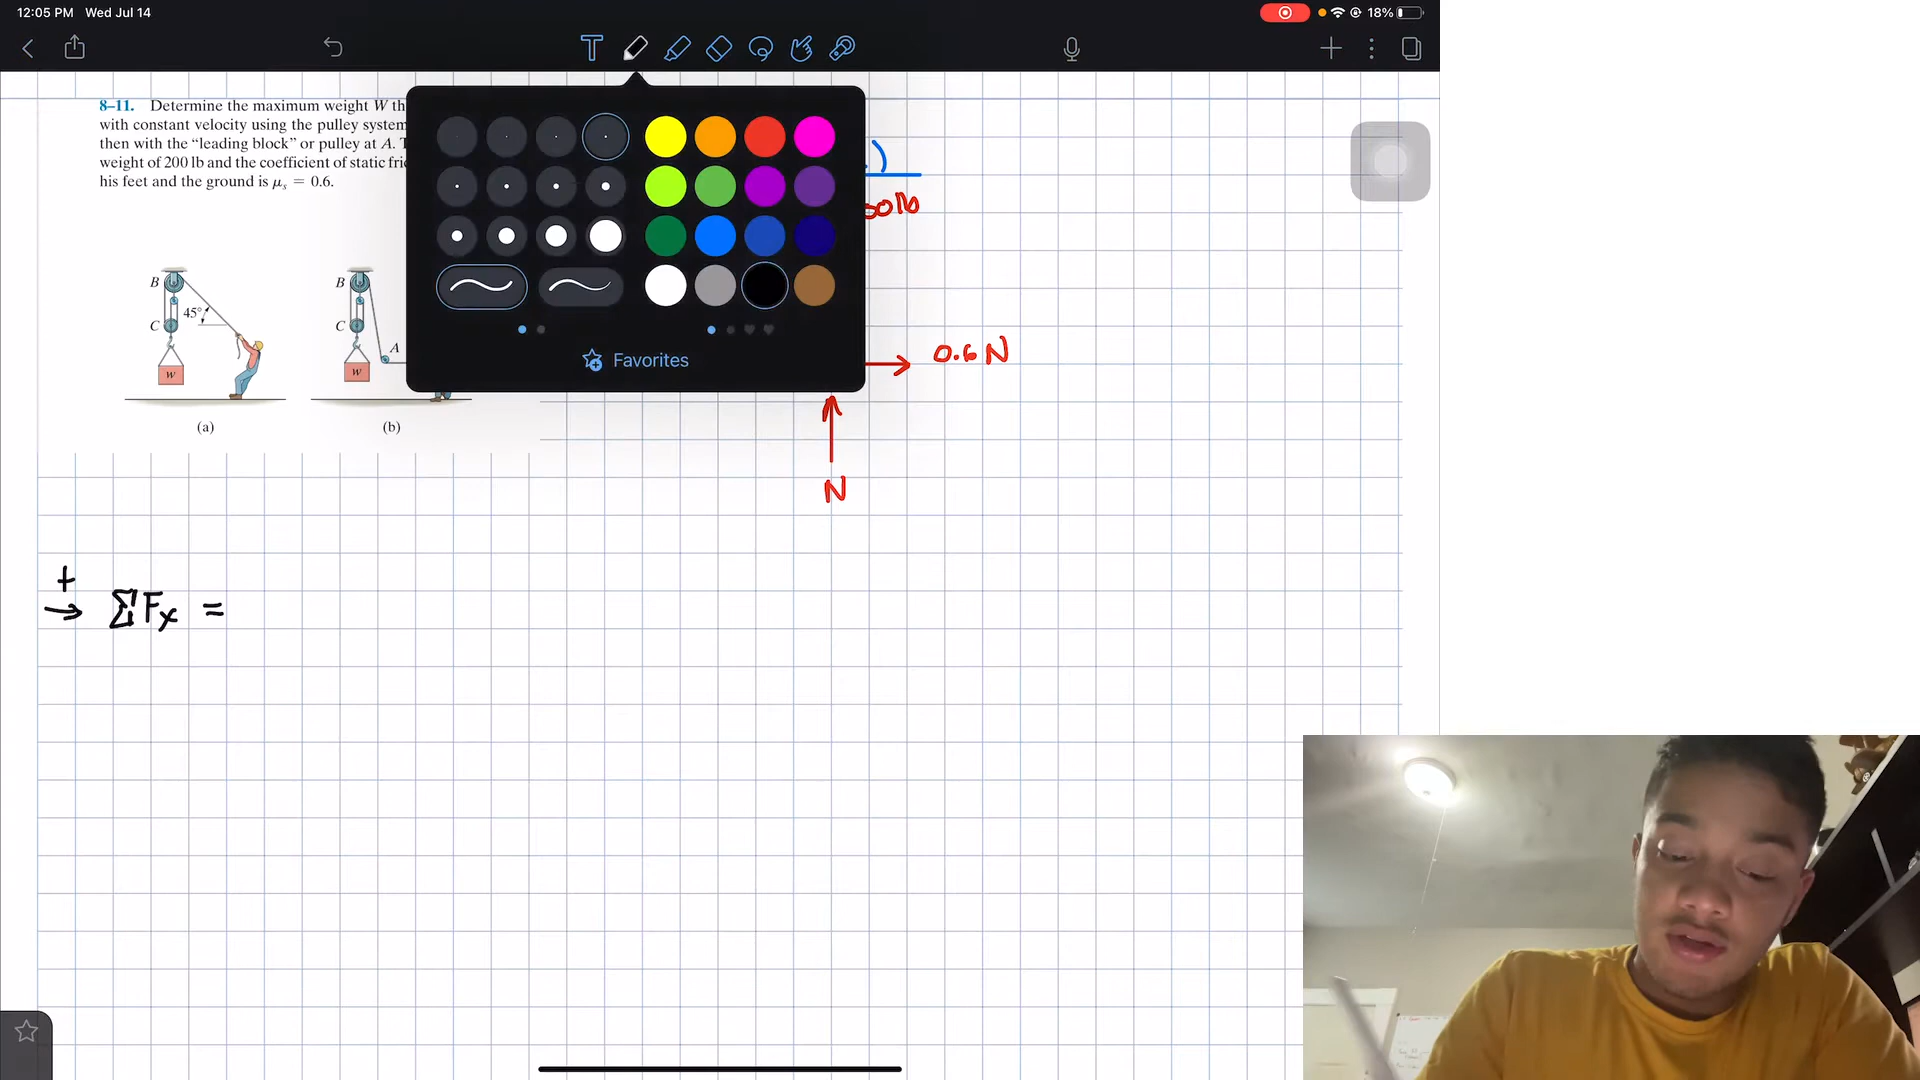 12:05 PM Wed Jul 14
18%
T
8–11. Determine the maximum weight W th
with constant velocity using the pulley system
then with the “leading block” or pulley at A. T
weight of 200 lb and the coefficient of static fri
his feet and the ground is μs = 0.6.
B
45°
C
W
(a)
B
C
A
W
(b)
Favorites
00lb
0.6 N
N
+
→ ΣFx =